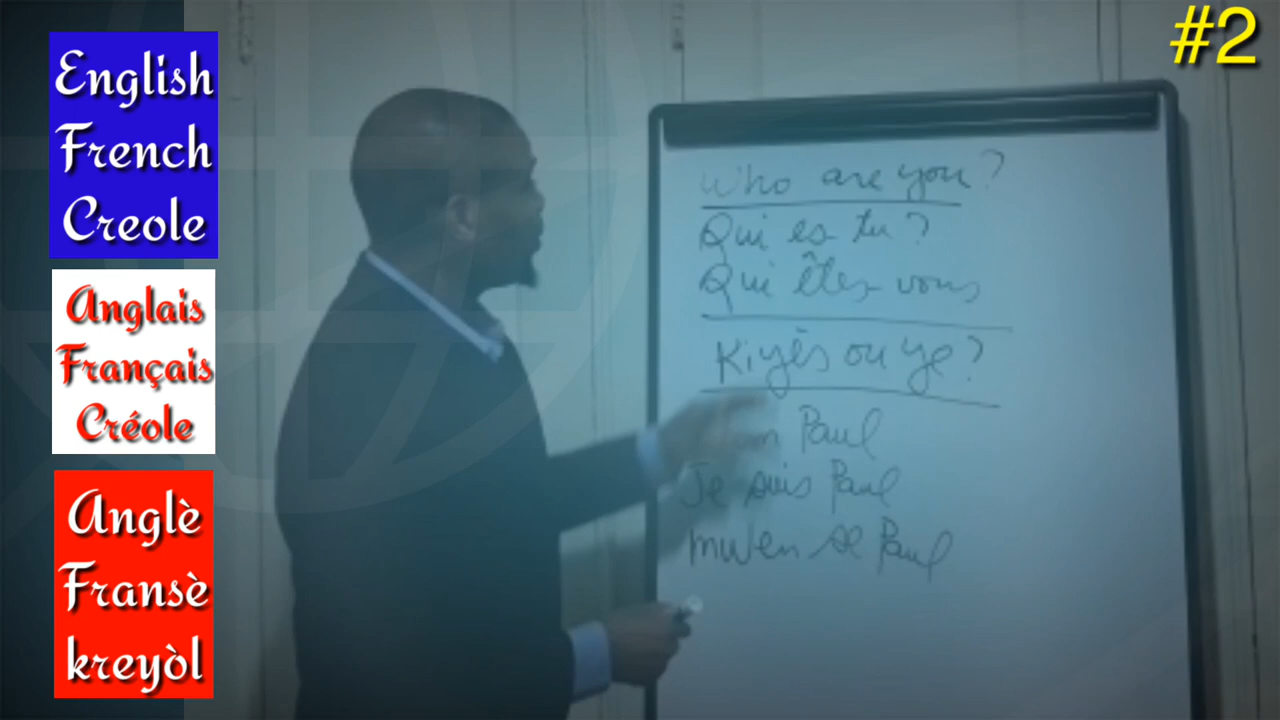 English
French
Creole
Anglais
Français
Créole
Anglè
Fransè
kreyòl
#2
Who are you?
Qui es tu?
Qui êtes vous
Kiyès ou ye?
Paul
Je suis Paul
mwen se Paul